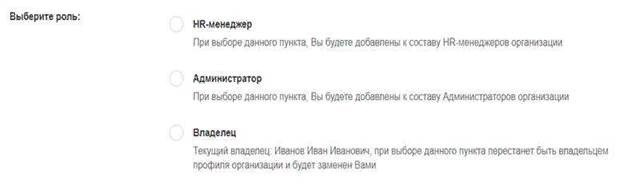 Выберите роль:
HR-менеджер
При выборе данного пункта, Вы будете добавлены к составу HR-менеджеров организации
Администратор
При выборе данного пункта, Вы будете добавлены к составу Администраторов организации
Владелец
Текущий владелец: Иванов Иван Иванович, при выборе данного пункта перестанет быть владельцем
профиля организации и будет заменен Вами